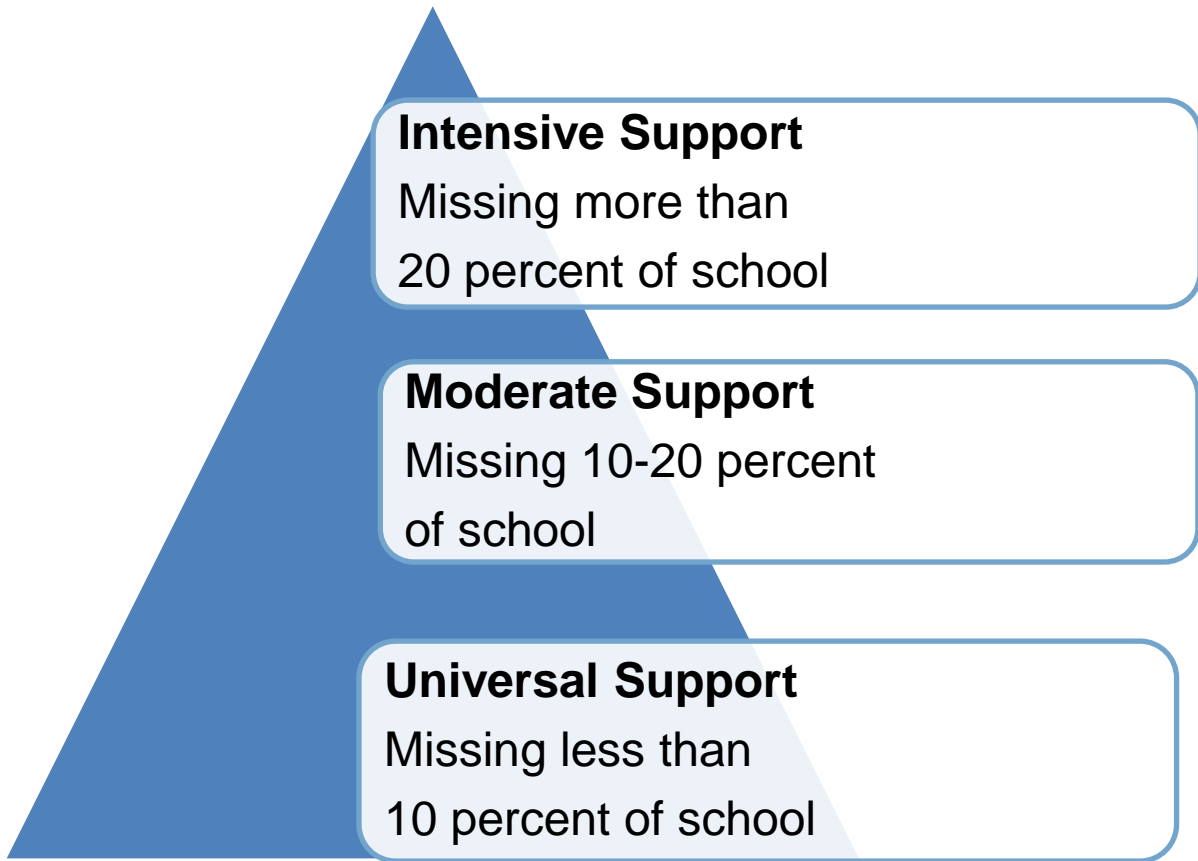 Intensive Support
Missing more than
20 percent of school
Moderate Support
Missing 10-20 percent
of school
Universal Support
Missing less than
10 percent of school